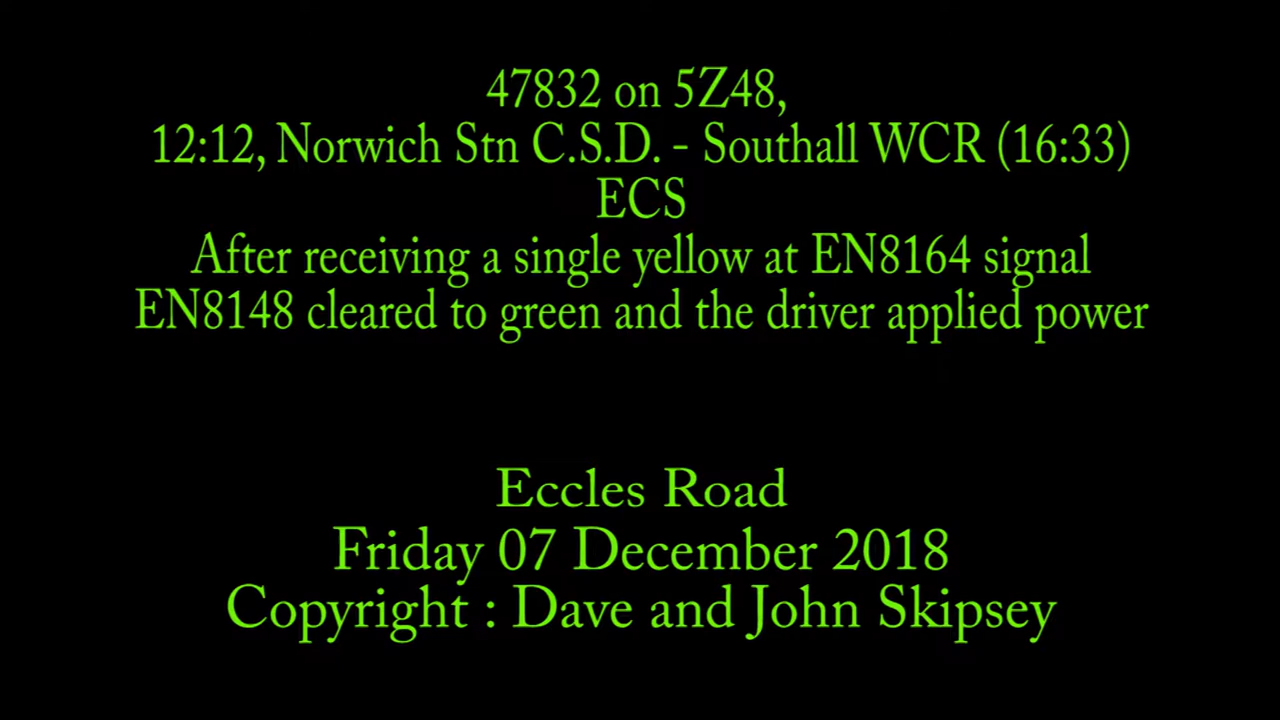 47832 on 5Z48,
12:12, Norwich Stn C.S.D. - Southall WCR (16:33)
ECS
After receiving a single yellow at EN8164 signal
EN8148 cleared to green and the driver applied power
Eccles Road
Friday 07 December 2018
Copyright : Dave and John Skipsey